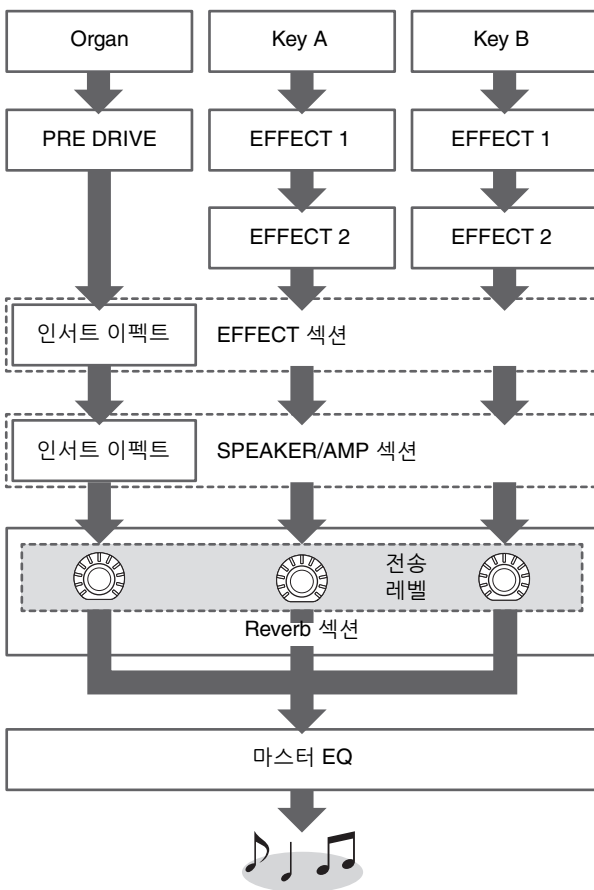 Organ
Key A
Key B
PRE DRIVE
EFFECT 1
EFFECT 1
EFFECT 2
EFFECT 2
인서트 이펙트
EFFECT 섹션
인서트 이펙트
SPEAKER/AMP 섹션
전송
레벨
Reverb 섹션
마스터 EQ